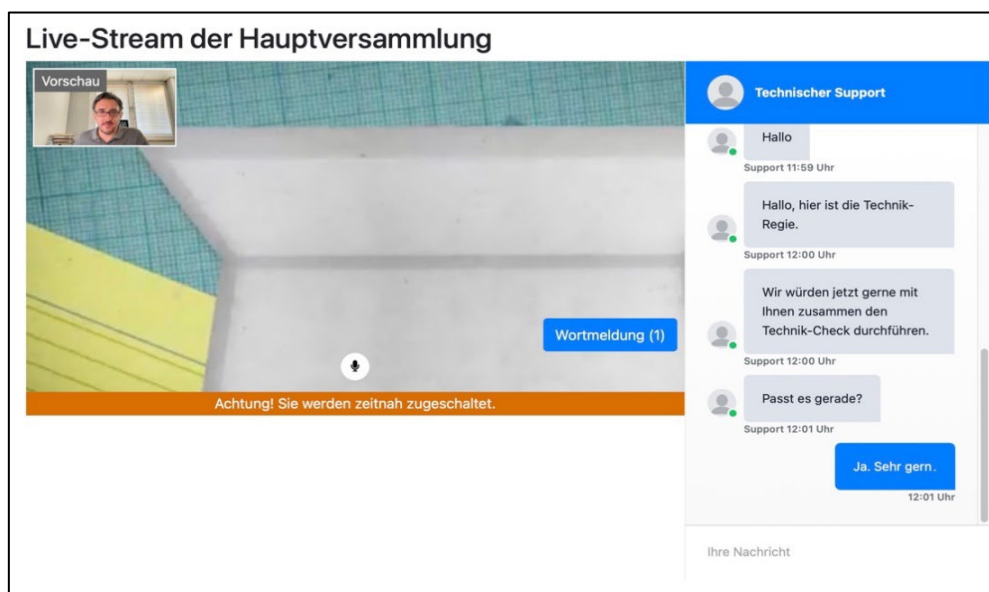 Live-Stream der Hauptversammlung
Vorschau
Wortmeldung (1)
Achtung! Sie werden zeitnah zugeschaltet.
Technischer Support
Hallo
Support 11:59 Uhr
Hallo, hier ist die Technik-
Regie.
Support 12:00 Uhr
Wir würden jetzt gerne mit
Ihnen zusammen den
Technik-Check durchführen.
Support 12:00 Uhr
Passt es gerade?
Support 12:01 Uhr
Ja. Sehr gern.
12:01 Uhr
Ihre Nachricht